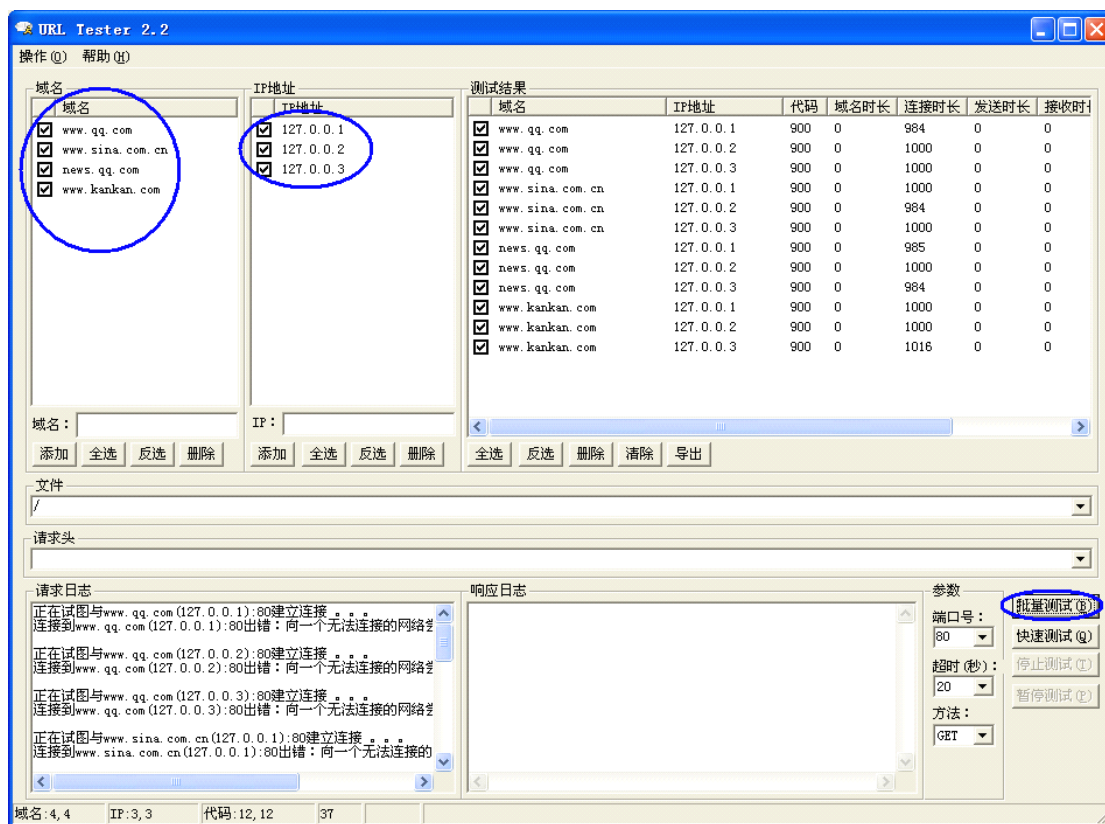 URL Tester 2.2
操作(O) 帮助(H)
域名
域名
www.qq.com
www.sina.com.cn
news.qq.com
www.kankan.com
域名：
添加 全选 反选 删除
IP地址
IP地址
127.0.0.1
127.0.0.2
127.0.0.3
IP：
添加 全选 反选 删除
测试结果
域名 IP地址 代码 域名时长 连接时长 发送时长 接收时
www.qq.com 127.0.0.1 900 0 984 0 0
www.qq.com 127.0.0.2 900 0 1000 0 0
www.qq.com 127.0.0.3 900 0 1000 0 0
www.sina.com.cn 127.0.0.1 900 0 1000 0 0
www.sina.com.cn 127.0.0.2 900 0 984 0 0
www.sina.com.cn 127.0.0.3 900 0 1000 0 0
news.qq.com 127.0.0.1 900 0 985 0 0
news.qq.com 127.0.0.2 900 0 1000 0 0
news.qq.com 127.0.0.3 900 0 984 0 0
www.kankan.com 127.0.0.1 900 0 1000 0 0
www.kankan.com 127.0.0.2 900 0 1000 0 0
www.kankan.com 127.0.0.3 900 0 1016 0 0
全选 反选 删除 清除 导出
文件
/
请求头
请求日志
正在试图与www.qq.com(127.0.0.1):80建立连接 。。。
连接到www.qq.com(127.0.0.1):80出错：向一个无法连接的网络
正在试图与www.qq.com(127.0.0.2):80建立连接 。。。
连接到www.qq.com(127.0.0.2):80出错：向一个无法连接的网络
正在试图与www.qq.com(127.0.0.3):80建立连接 。。。
连接到www.qq.com(127.0.0.3):80出错：向一个无法连接的网络
正在试图与www.sina.com.cn(127.0.0.1):80建立连接 。。。
连接到www.sina.com.cn(127.0.0.1):80出错：向一个无法连接的
响应日志
参数
端口号：
80
超时(秒)：
20
方法：
GET
批量测试(B)
快速测试(Q)
停止测试(T)
暂停测试(P)
域名:4,4 IP:3,3 代码:12,12 37